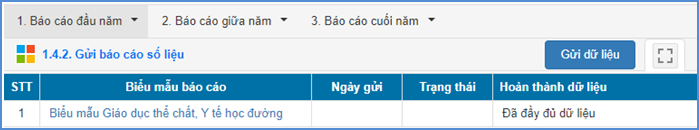 1. Báo cáo đầu năm 2. Báo cáo giữa năm 3. Báo cáo cuối năm
1.4.2. Gửi báo cáo số liệu Gửi dữ liệu
STT Biểu mẫu báo cáo Ngày gửi Trạng thái Hoàn thành dữ liệu
1 Biểu mẫu Giáo dục thể chất, Y tế học đường Đã đầy đủ dữ liệu